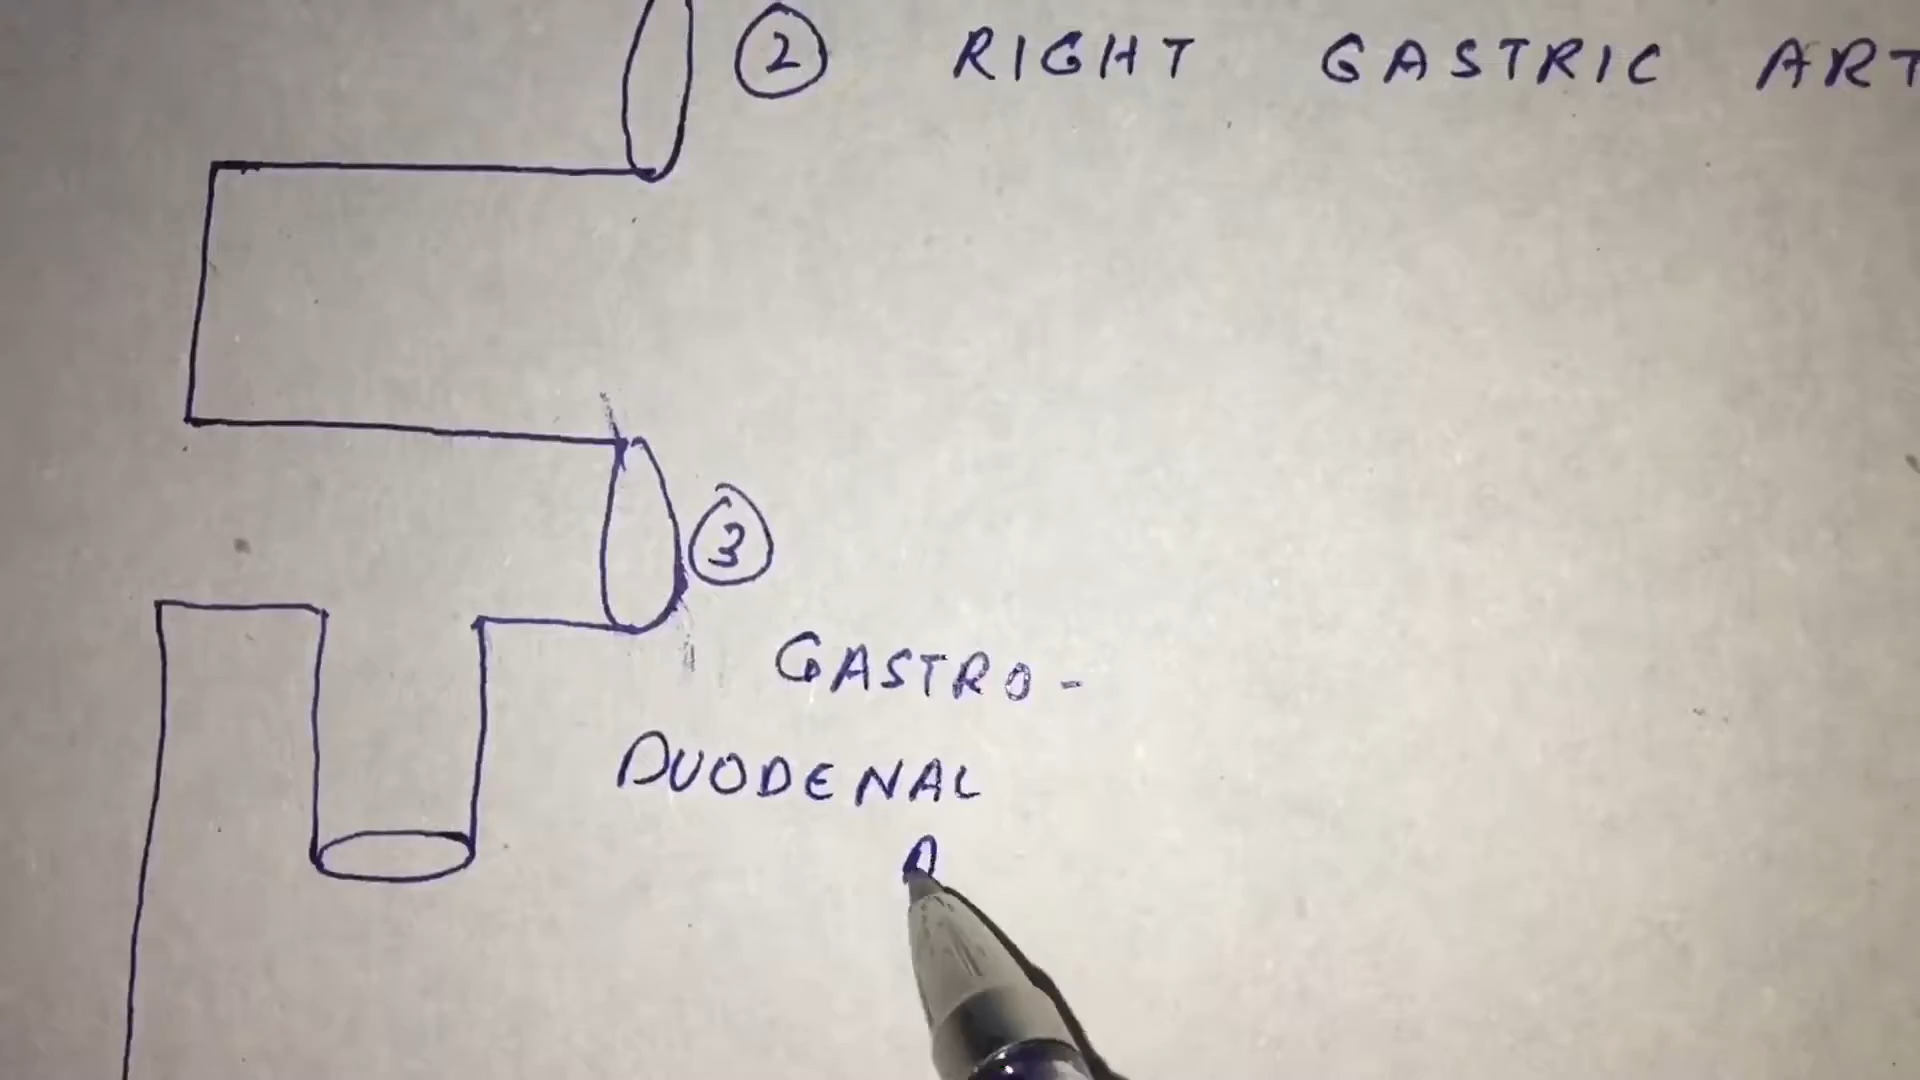 ② RIGHT GASTRIC ART
③
GASTRO-
DUODENAL
A